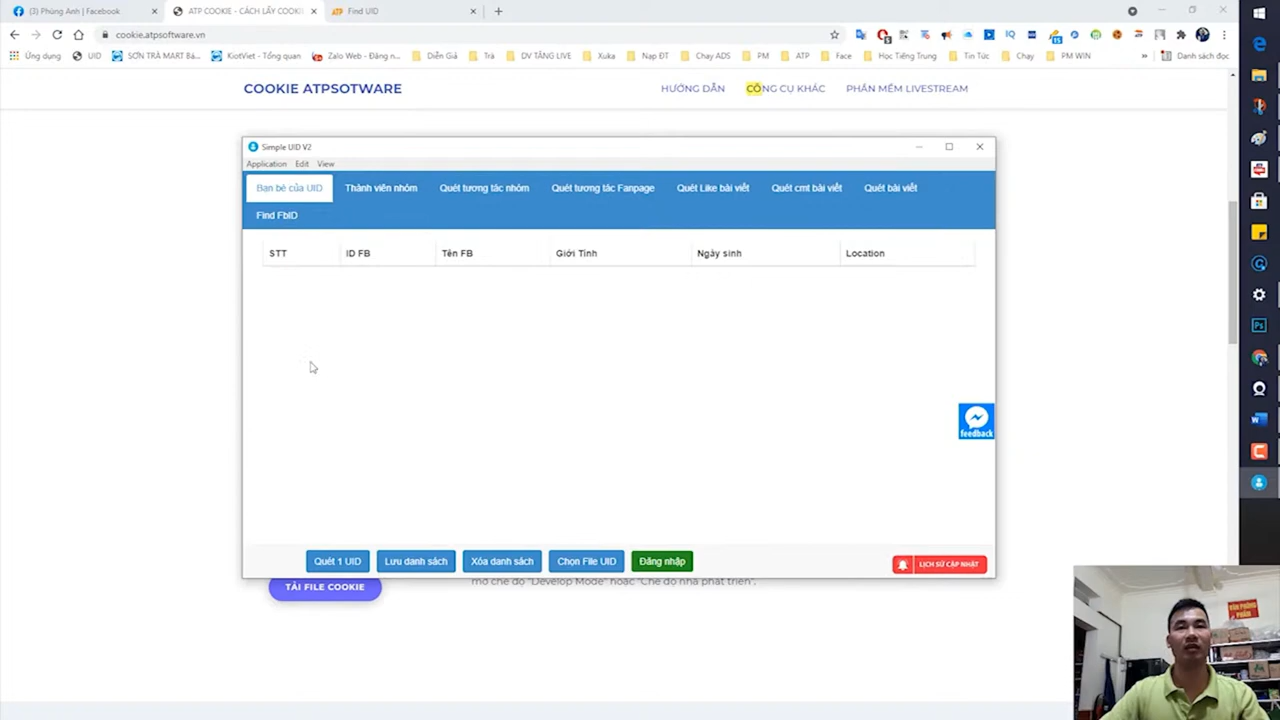 (3) Phùng Anh | Facebook
ATP COOKIE - CÁCH LẤY COOKI
Find UID
cookie.atpsoftware.vn
Ứng dụng
UID
SƠN TRÀ MART Bá...
KiotViet - Tổng quan
Zalo Web - Đăng n...
Diễn Giả
Trà
DV TĂNG LIVE
Xuka
Nạp ĐT
Chay ADS
PM
ATP
Face
Học Tiếng Trung
Tin Tức
Chạy
PM WIN
Danh sách đọc
COOKIE ATPSOTWARE
HƯỚNG DẪN
CÔNG CỤ KHÁC
PHẦN MỀM LIVESTREAM
Simple UID V2
Application
Edit
View
Bạn bè của UID
Thành viên nhóm
Quét tương tác nhóm
Quét tương tác Fanpage
Quét Like bài viết
Quét cmt bài viết
Quét bài viết
Find FbID
STT
ID FB
Tên FB
Giới Tính
Ngày sinh
Location
feedback
Quét 1 UID
Lưu danh sách
Xóa danh sách
Chọn File UID
Đăng nhập
LỊCH SỬ CẬP NHẬT
TẢI FILE COOKIE
mở chế độ "Develop Mode" hoặc "Chế độ nhà phát triển".
VĂN PHÒNG
PHẨM